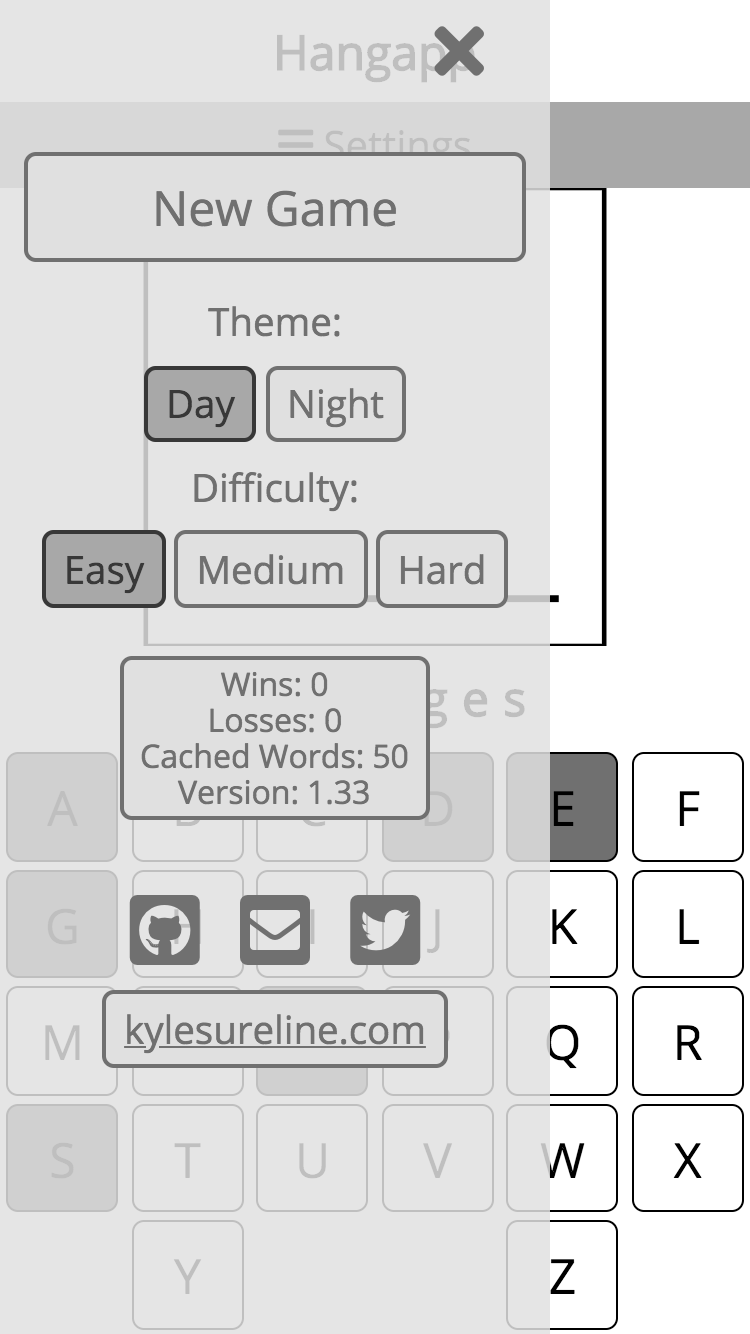 Hangapp
Settings
New Game
Theme:
Day Night
Difficulty:
Easy Medium Hard
g e s
Wins: 0
Losses: 0
Cached Words: 50
Version: 1.33
A B C D E F
G H I J K L
M Q R
kylesureline.com
S T U V W X
Y Z